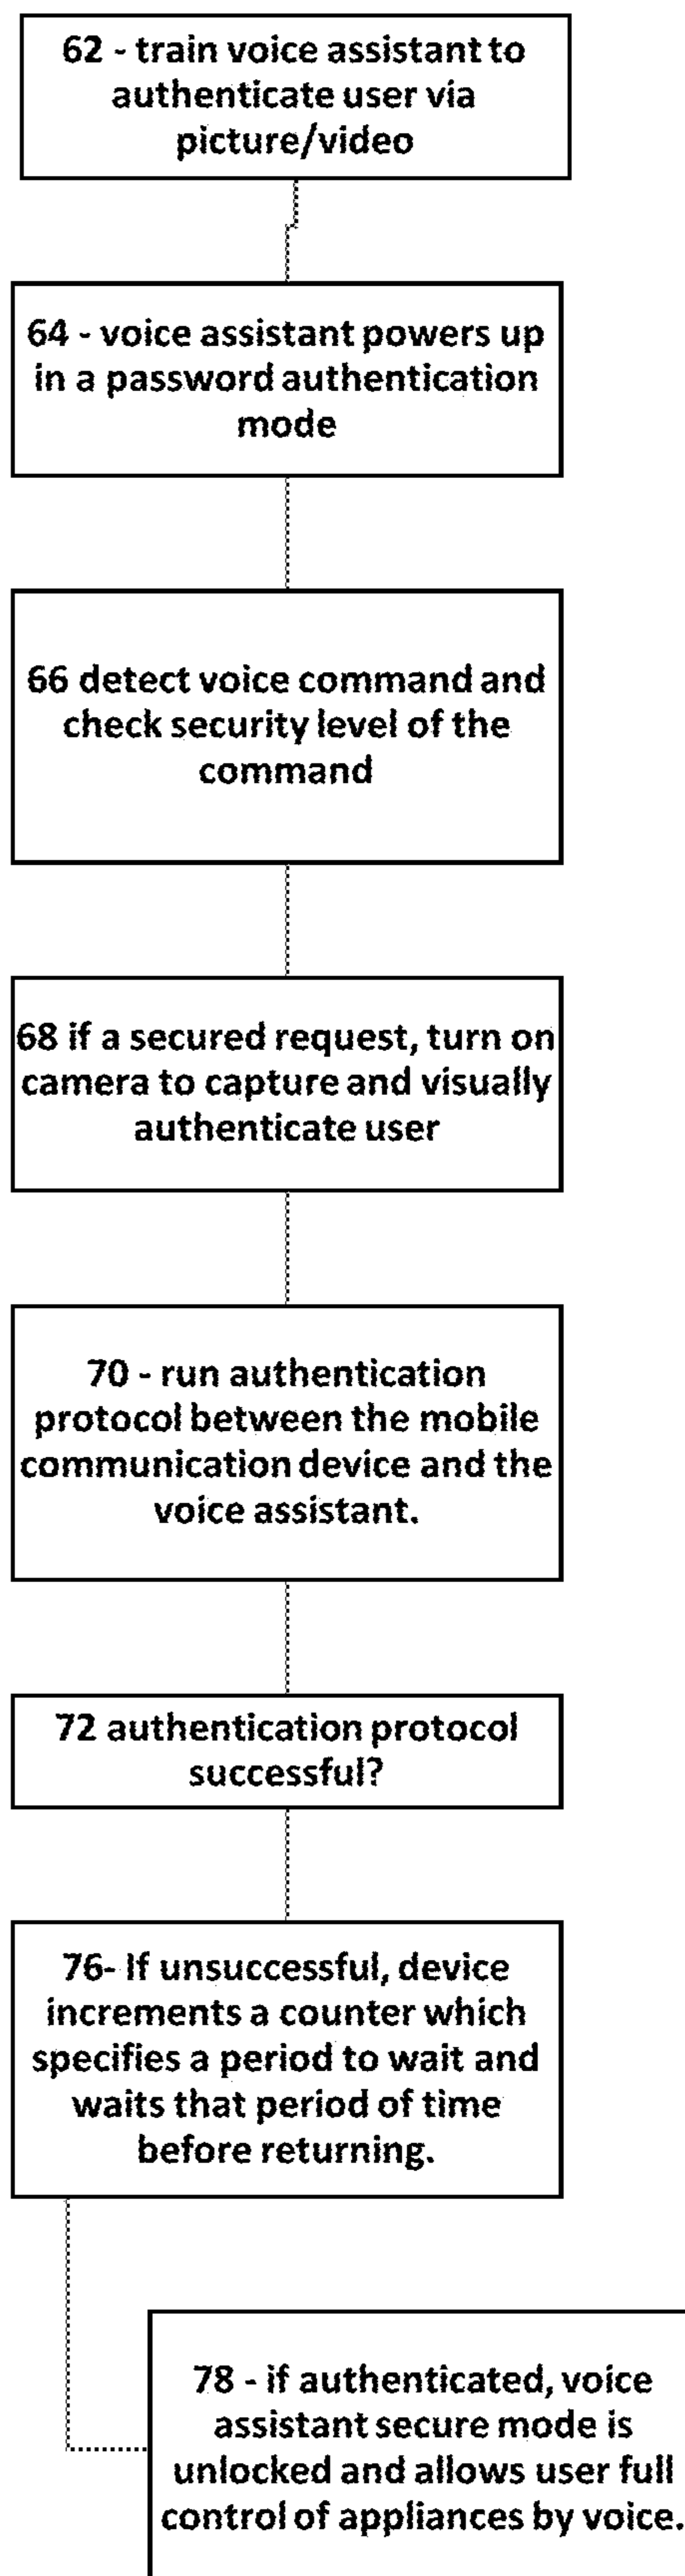 62 - train voice assistant to
authenticate user via
picture/video
64 - voice assistant powers up
in a password authentication
mode
66 detect voice command and
check security level of the
command
68 if a secured request, turn on
camera to capture and visually
authenticate user
70 - run authentication
protocol between the mobile
communication device and the
voice assistant.
72 authentication protocol
successful?
76- If unsuccessful, device
increments a counter which
specifies a period to wait and
waits that period of time
before returning.
78 - if authenticated, voice
assistant secure mode is
unlocked and allows user full
control of appliances by voice.